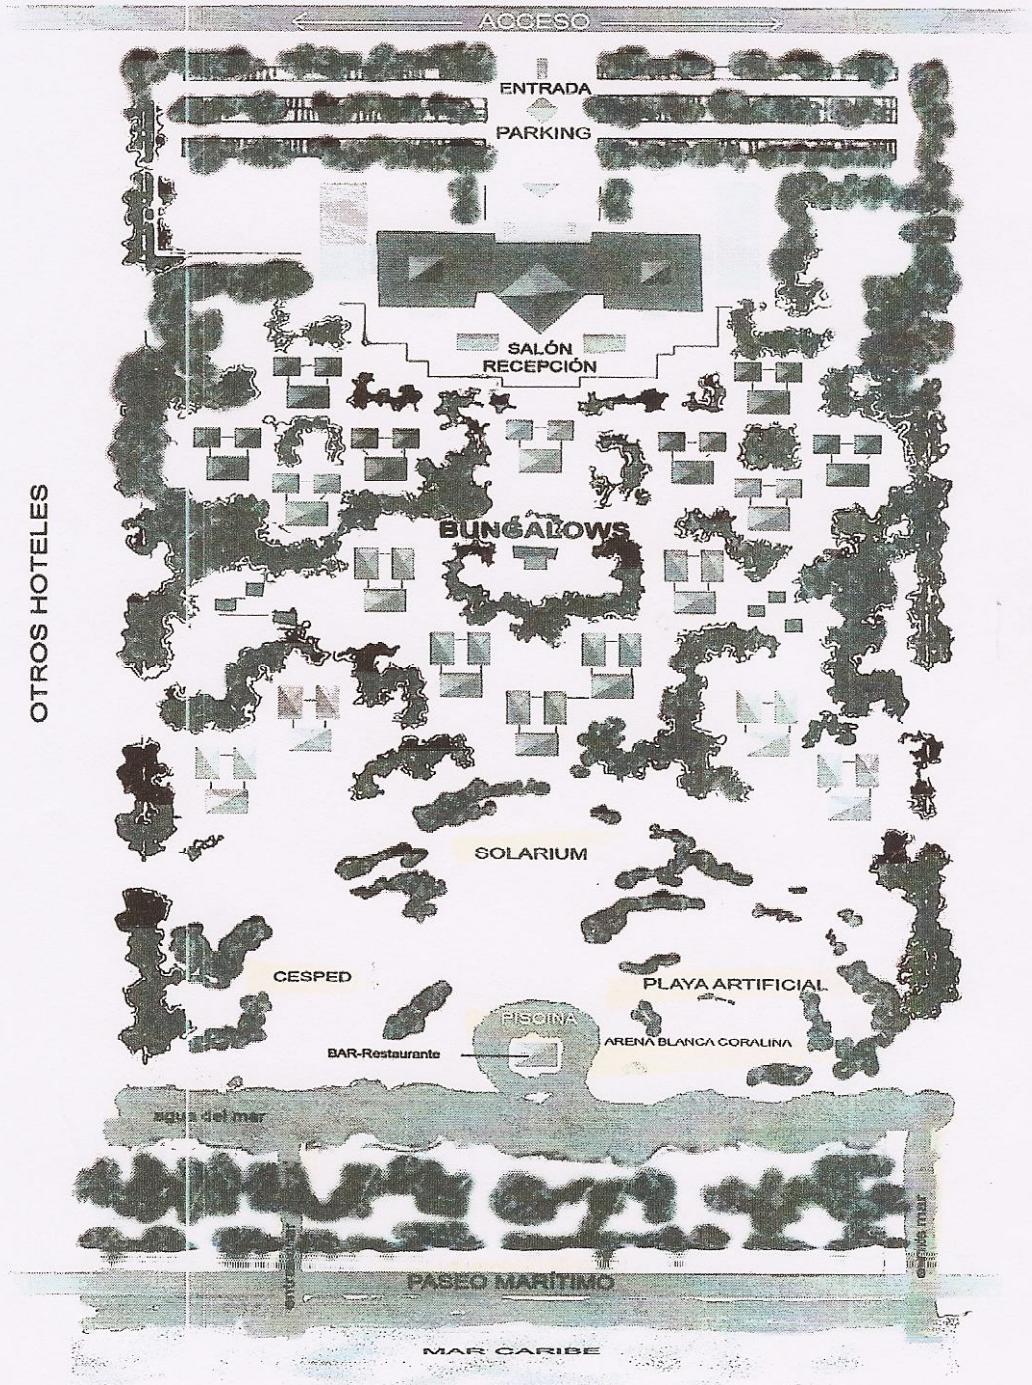 ACCESO
ENTRADA
PARKING
SALÓN
RECEPCIÓN
OTROS HOTELES
BUNGALOWS
SOLARIUM
CESPED
PLAYA ARTIFICIAL
PISCINA
ARENA BLANCA CORALINA
BAR-Restaurante
agua del mar
PASEO MARÍTIMO
MAR CARIBE